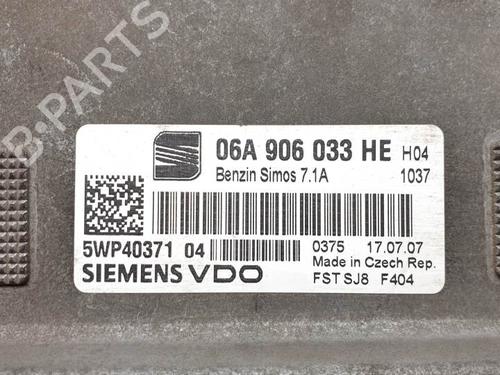 B-PARTS
06A 906 033 HE H04
Benzin Simos 7.1A 1037
5WP40371 04 0375 17.07.07
SIEMENS VDO Made in Czech Rep.
FST SJ8 F404